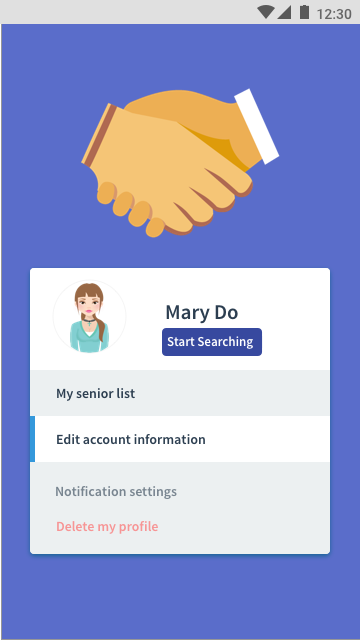 12:30
Mary Do
Start Searching
My senior list
Edit account information
Notification settings
Delete my profile